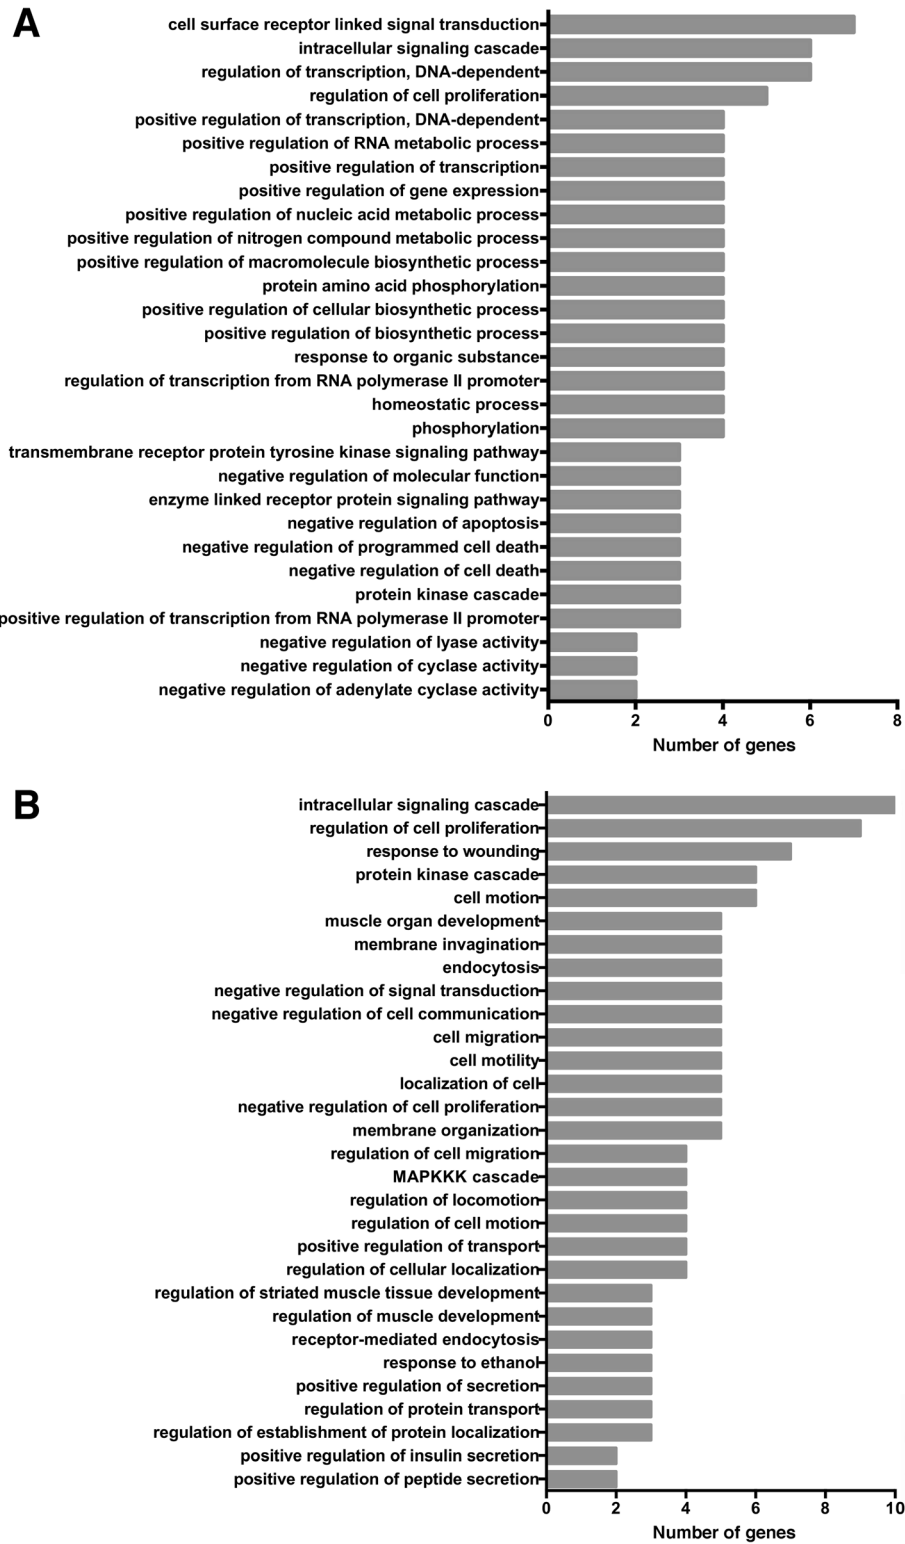 A
cell surface receptor linked signal transduction
intracellular signaling cascade
regulation of transcription, DNA-dependent
regulation of cell proliferation
positive regulation of transcription, DNA-dependent
positive regulation of RNA metabolic process
positive regulation of transcription
positive regulation of gene expression
positive regulation of nucleic acid metabolic process
positive regulation of nitrogen compound metabolic process
positive regulation of macromolecule biosynthetic process
protein amino acid phosphorylation
positive regulation of cellular biosynthetic process
positive regulation of biosynthetic process
response to organic substance
regulation of transcription from RNA polymerase II promoter
homeostatic process
phosphorylation
transmembrane receptor protein tyrosine kinase signaling pathway
negative regulation of molecular function
enzyme linked receptor protein signaling pathway
negative regulation of apoptosis
negative regulation of programmed cell death
negative regulation of cell death
protein kinase cascade
positive regulation of transcription from RNA polymerase II promoter
negative regulation of lyase activity
negative regulation of cyclase activity
negative regulation of adenylate cyclase activity
0 2 4 6 8
Number of genes
B
intracellular signaling cascade
regulation of cell proliferation
response to wounding
protein kinase cascade
cell motion
muscle organ development
membrane invagination
endocytosis
negative regulation of signal transduction
negative regulation of cell communication
cell migration
cell motility
localization of cell
negative regulation of cell proliferation
membrane organization
regulation of cell migration
MAPKKK cascade
regulation of locomotion
regulation of cell motion
positive regulation of transport
regulation of cellular localization
regulation of striated muscle tissue development
regulation of muscle development
receptor-mediated endocytosis
response to ethanol
positive regulation of secretion
regulation of protein transport
regulation of establishment of protein localization
positive regulation of insulin secretion
positive regulation of peptide secretion
0 2 4 6 8 10
Number of genes